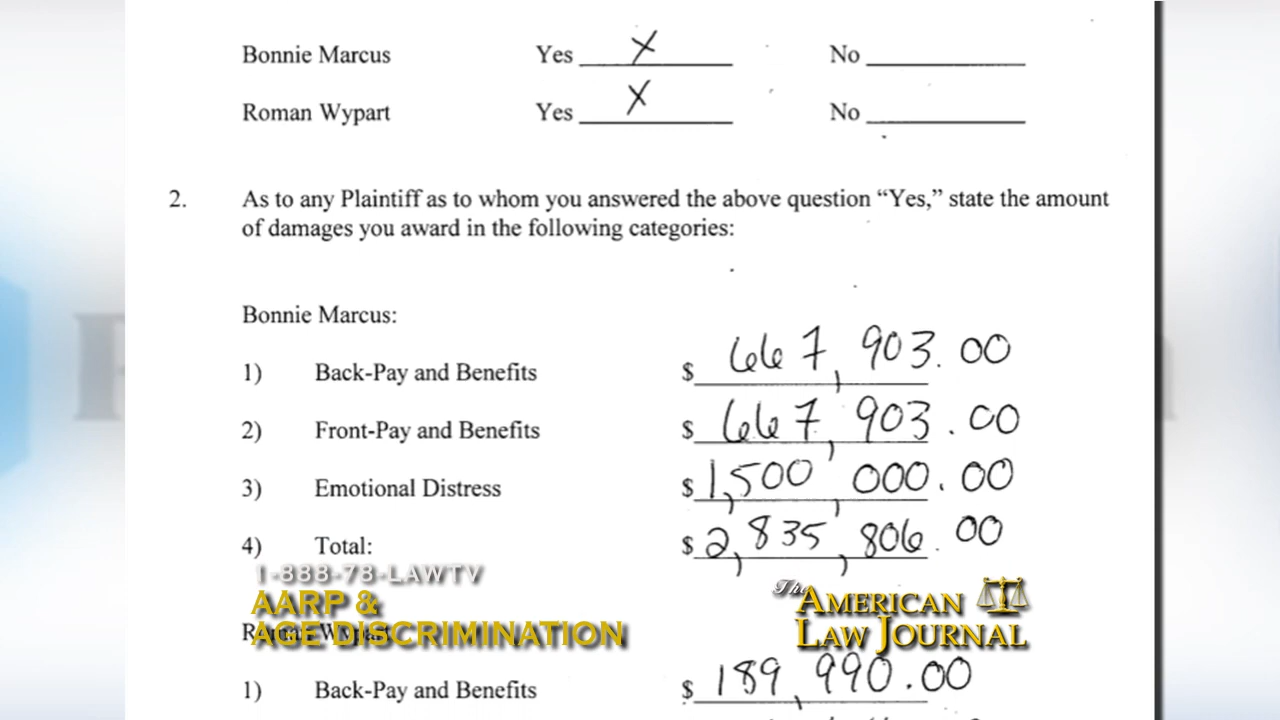 Bonnie Marcus Yes X No
Roman Wypart Yes X No
2. As to any Plaintiff as to whom you answered the above question “Yes,” state the amount
of damages you award in the following categories:
Bonnie Marcus:
1) Back-Pay and Benefits $ 667,903.00
2) Front-Pay and Benefits $ 667,903.00
3) Emotional Distress $ 1,500,000.00
4) Total: $ 2,835,806.00
1-888-78-LAWTV
AARP &
AGE DISCRIMINATION
The
AMERICAN
LAW JOURNAL
1) Back-Pay and Benefits $ 189,990.00